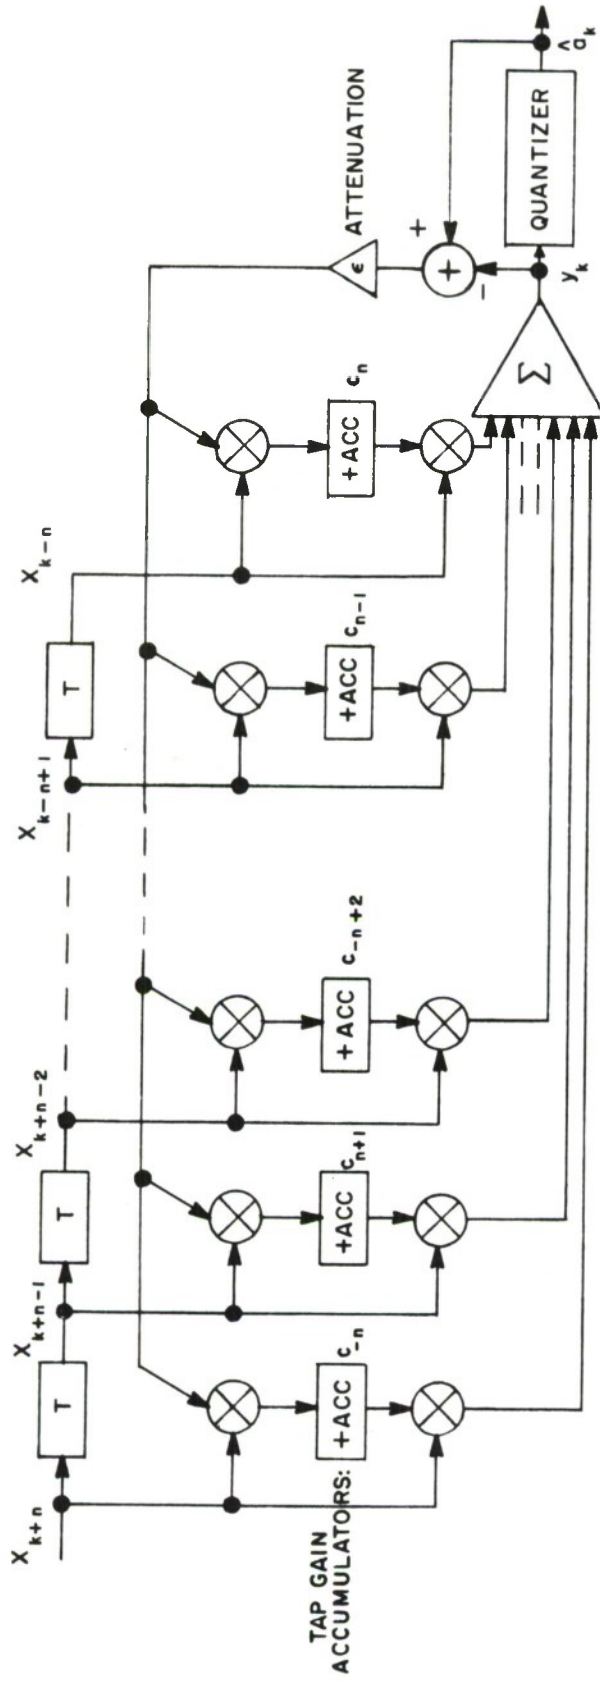 X_{k+n}
X_{k+n-1}
X_{k+n-2}
X_{k-n+1}
X_{k-n}
T
T
T
ATTENUATION
ϵ
TAP GAIN
ACCUMULATORS:
+ACC
c_{-n}
+ACC
c_{n+1}
+ACC
c_{-n+2}
+ACC
c_{n-1}
+ACC
c_n
+
+
-
Σ
y_k
QUANTIZER
â_k